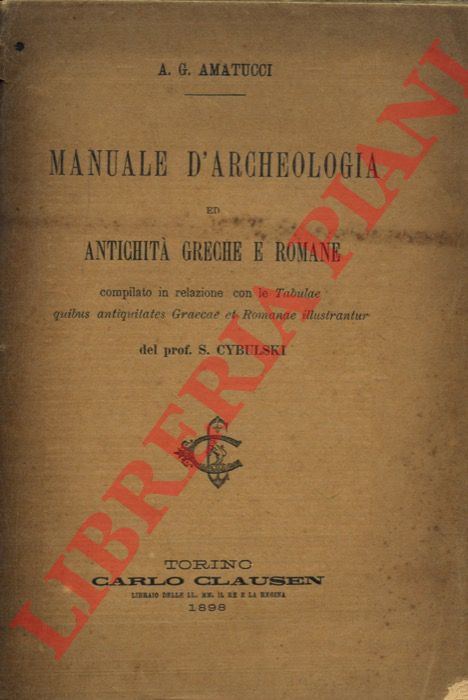 A. G. AMATUCCI
MANUALE D'ARCHEOLOGIA
ED
ANTICHITÀ GRECHE E ROMANE
compilato in relazione con le Tabulae
quibus antiquitates Graecae et Romanae illustrantur
del prof. S. CYBULSKI
TORINO
CARLO CLAUSEN
LIBRAIO DELLE LL. MM. IL RE E LA REGINA
1898
LIBRERIA PIANI